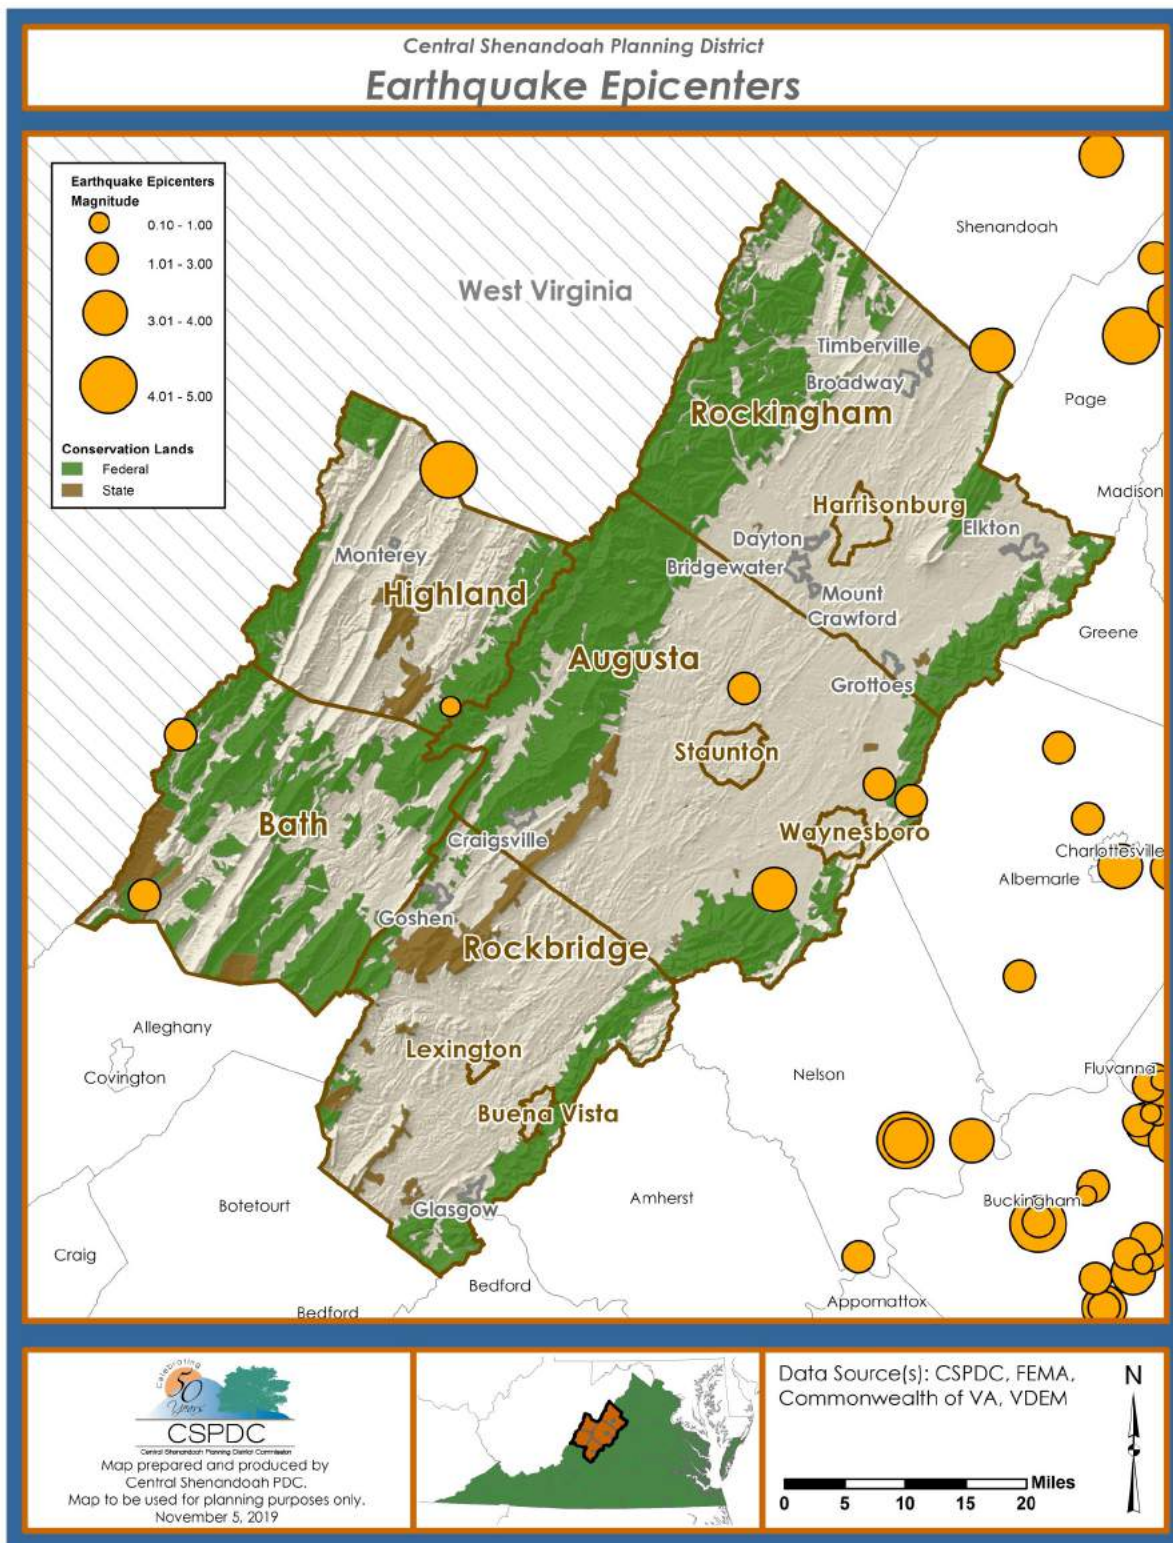 Central Shenandoah Planning District
Earthquake Epicenters
Earthquake Epicenters
Magnitude
0.10 - 1.00
1.01 - 3.00
3.01 - 4.00
4.01 - 5.00
Conservation Lands
Federal
State
West Virginia
Shenandoah
Timberville
Broadway
Page
Rockingham
Madison
Harrisonburg
Elkton
Dayton
Monterey
Bridgewater
Highland
Mount
Crawford
Greene
Augusta
Grottoes
Staunton
Bath
Craigsville
Waynesboro
Charlottesville
Albemarle
Goshen
Rockbridge
Alleghany
Lexington
Covington
Nelson
Fluvanna
Buena Vista
Botetourt
Glasgow
Amherst
Buckingham
Craig
Bedford
Bedford
Appomattox
Celebrating
50
Years
CSPDC
Central Shenandoah Planning District Commission
Map prepared and produced by
Central Shenandoah PDC.
Map to be used for planning purposes only.
November 5, 2019
Data Source(s): CSPDC, FEMA,
Commonwealth of VA, VDEM
N
Miles
0 5 10 15 20